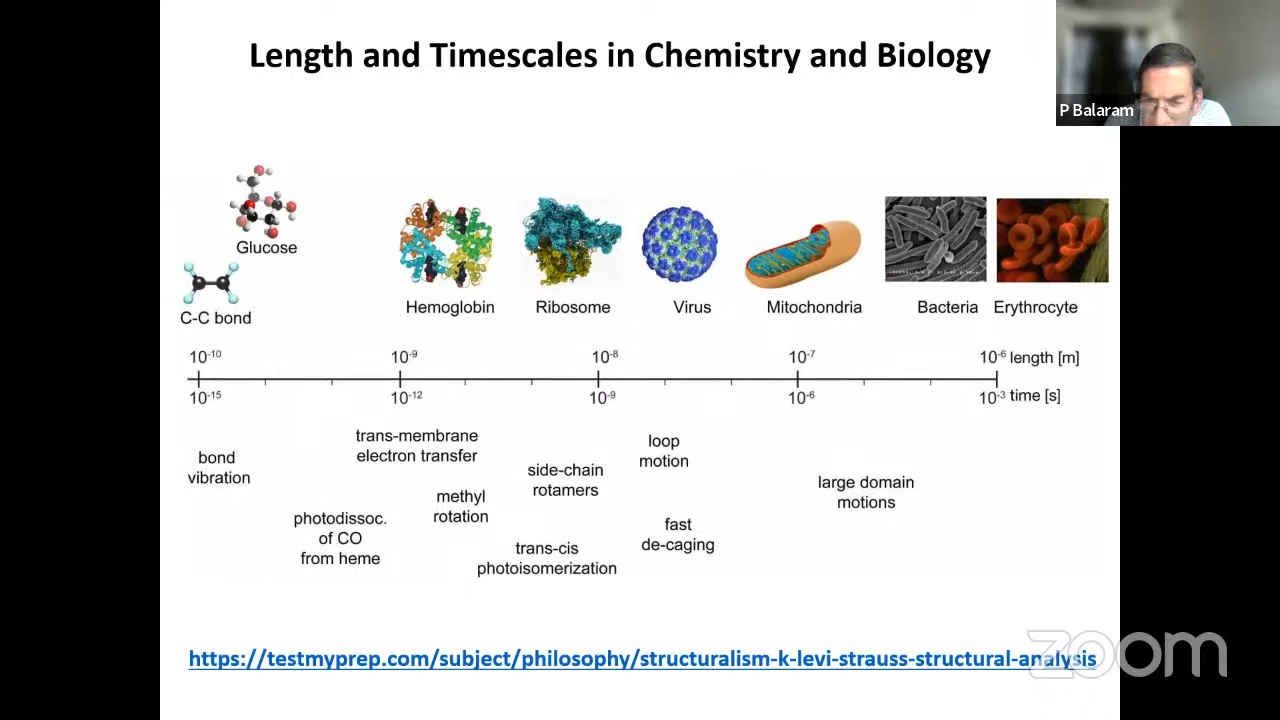 Length and Timescales in Chemistry and Biology
P Balaram
Glucose
C-C bond
Hemoglobin
Ribosome
Virus
Mitochondria
Bacteria
Erythrocyte
10⁻¹⁰
10⁻⁹
10⁻⁸
10⁻⁷
10⁻⁶ length [m]
10⁻¹⁵
10⁻¹²
10⁻⁹
10⁻⁶
10⁻³ time [s]
bond
vibration
trans-membrane
electron transfer
photodissoc.
of CO
from heme
methyl
rotation
side-chain
rotamers
trans-cis
photoisomerization
loop
motion
fast
de-caging
large domain
motions
https://testmyprep.com/subject/philosophy/structuralism-k-levi-strauss-structural-analysis
zoom